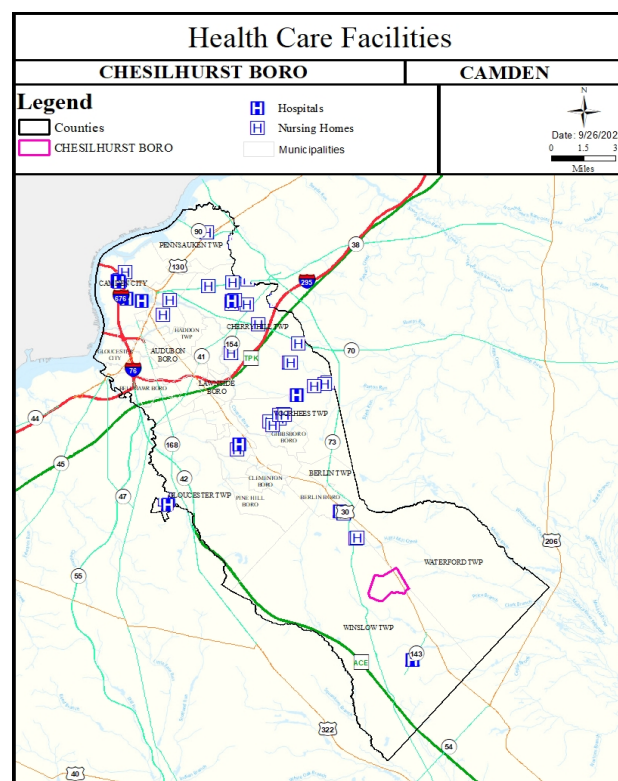 Health Care Facilities
CHESILHURST BORO
CAMDEN
Legend
Counties
CHESILHURST BORO
Hospitals
Nursing Homes
Municipalities
N
Date: 9/26/202
0 1.5 3
Miles
90
PENNSAUKEN TWP
38
130
CAMDEN CITY
295
676
HADDON
TWP
CHERRY HILL TWP
GLOUCESTER
CITY
AUDUBON
BORO
41
154
TPK
70
76
BELLMAWR BORO
LAWNSIDE
BORO
44
VOORHEES TWP
GIBBSBORO
BORO
45
168
73
42
47
CLEMENTON
BORO
BERLIN TWP
GLOUCESTER TWP
PINE HILL
BORO
BERLIN BORO
30
206
WATERFORD TWP
55
WINSLOW TWP
143
ACE
322
54
40